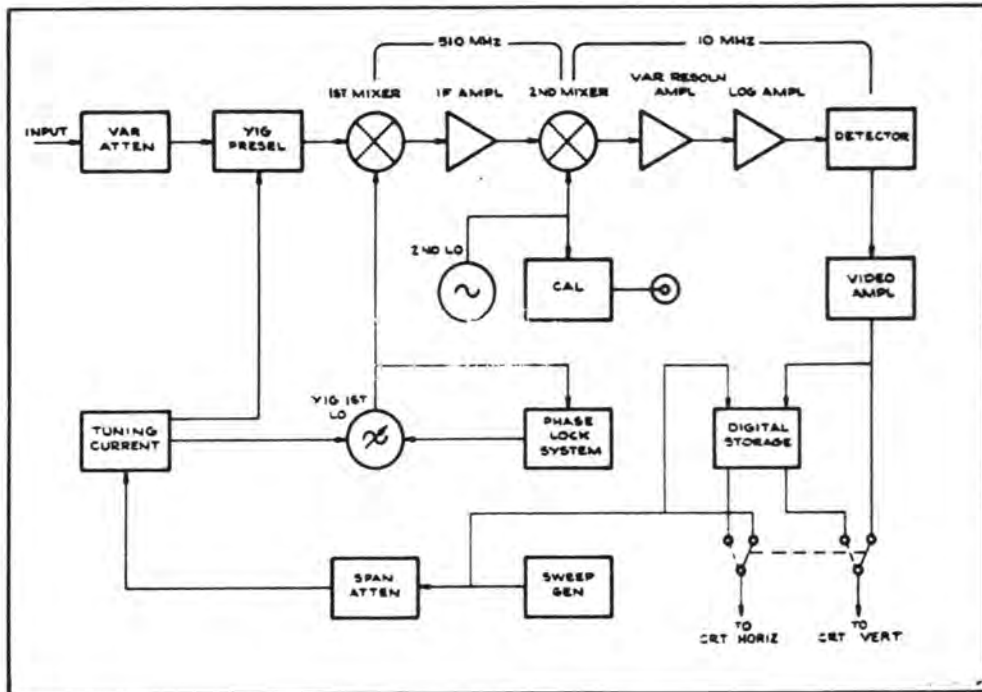 510 MHZ
10 MHZ
1ST MIXER
IF AMPL
2ND MIXER
VAR RESOLN
AMPL
LOG AMPL
INPUT
VAR
ATTEN
YIG
PRESEL
DETECTOR
2ND LO
CAL
VIDEO
AMPL
YIG 1ST
LO
TUNING
CURRENT
PHASE
LOCK
SYSTEM
DIGITAL
STORAGE
SPAN
ATTEN
SWEEP
GEN
TO
CRT HORIZ
TO
CRT VERT